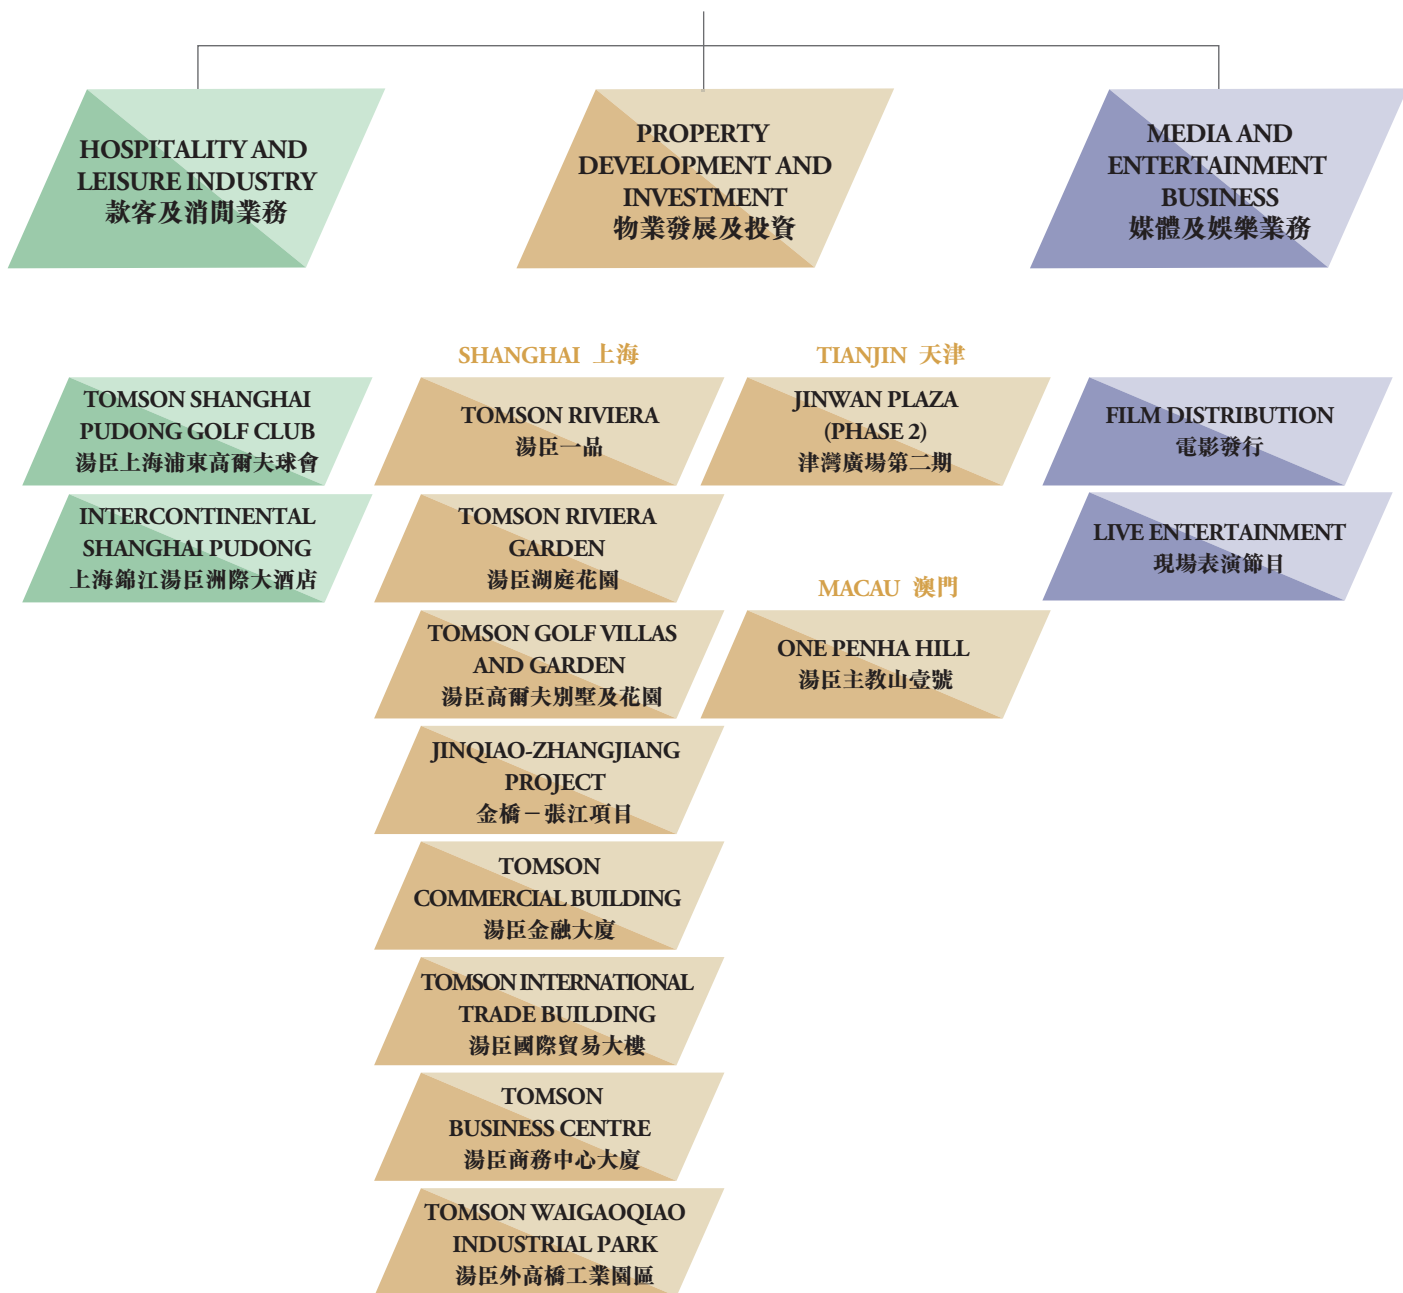 HOSPITALITY AND
LEISURE INDUSTRY
款客及消閒業務
PROPERTY
DEVELOPMENT AND
INVESTMENT
物業發展及投資
MEDIA AND
ENTERTAINMENT
BUSINESS
媒體及娛樂業務
TOMSON SHANGHAI
PUDONG GOLF CLUB
湯臣上海浦東高爾夫球會
INTERCONTINENTAL
SHANGHAI PUDONG
上海錦江湯臣洲際大酒店
SHANGHAI 上海
TOMSON RIVIERA
湯臣一品
TOMSON RIVIERA
GARDEN
湯臣湖庭花園
TOMSON GOLF VILLAS
AND GARDEN
湯臣高爾夫別墅及花園
JINQIAO-ZHANGJIANG
PROJECT
金橋－張江項目
TOMSON
COMMERCIAL BUILDING
湯臣金融大廈
TOMSON INTERNATIONAL
TRADE BUILDING
湯臣國際貿易大樓
TOMSON
BUSINESS CENTRE
湯臣商務中心大廈
TOMSON WAIGAOQIAO
INDUSTRIAL PARK
湯臣外高橋工業園區
TIANJIN 天津
JINWAN PLAZA
(PHASE 2)
津灣廣場第二期
MACAU 澳門
ONE PENHA HILL
湯臣主教山壹號
FILM DISTRIBUTION
電影發行
LIVE ENTERTAINMENT
現場表演節目